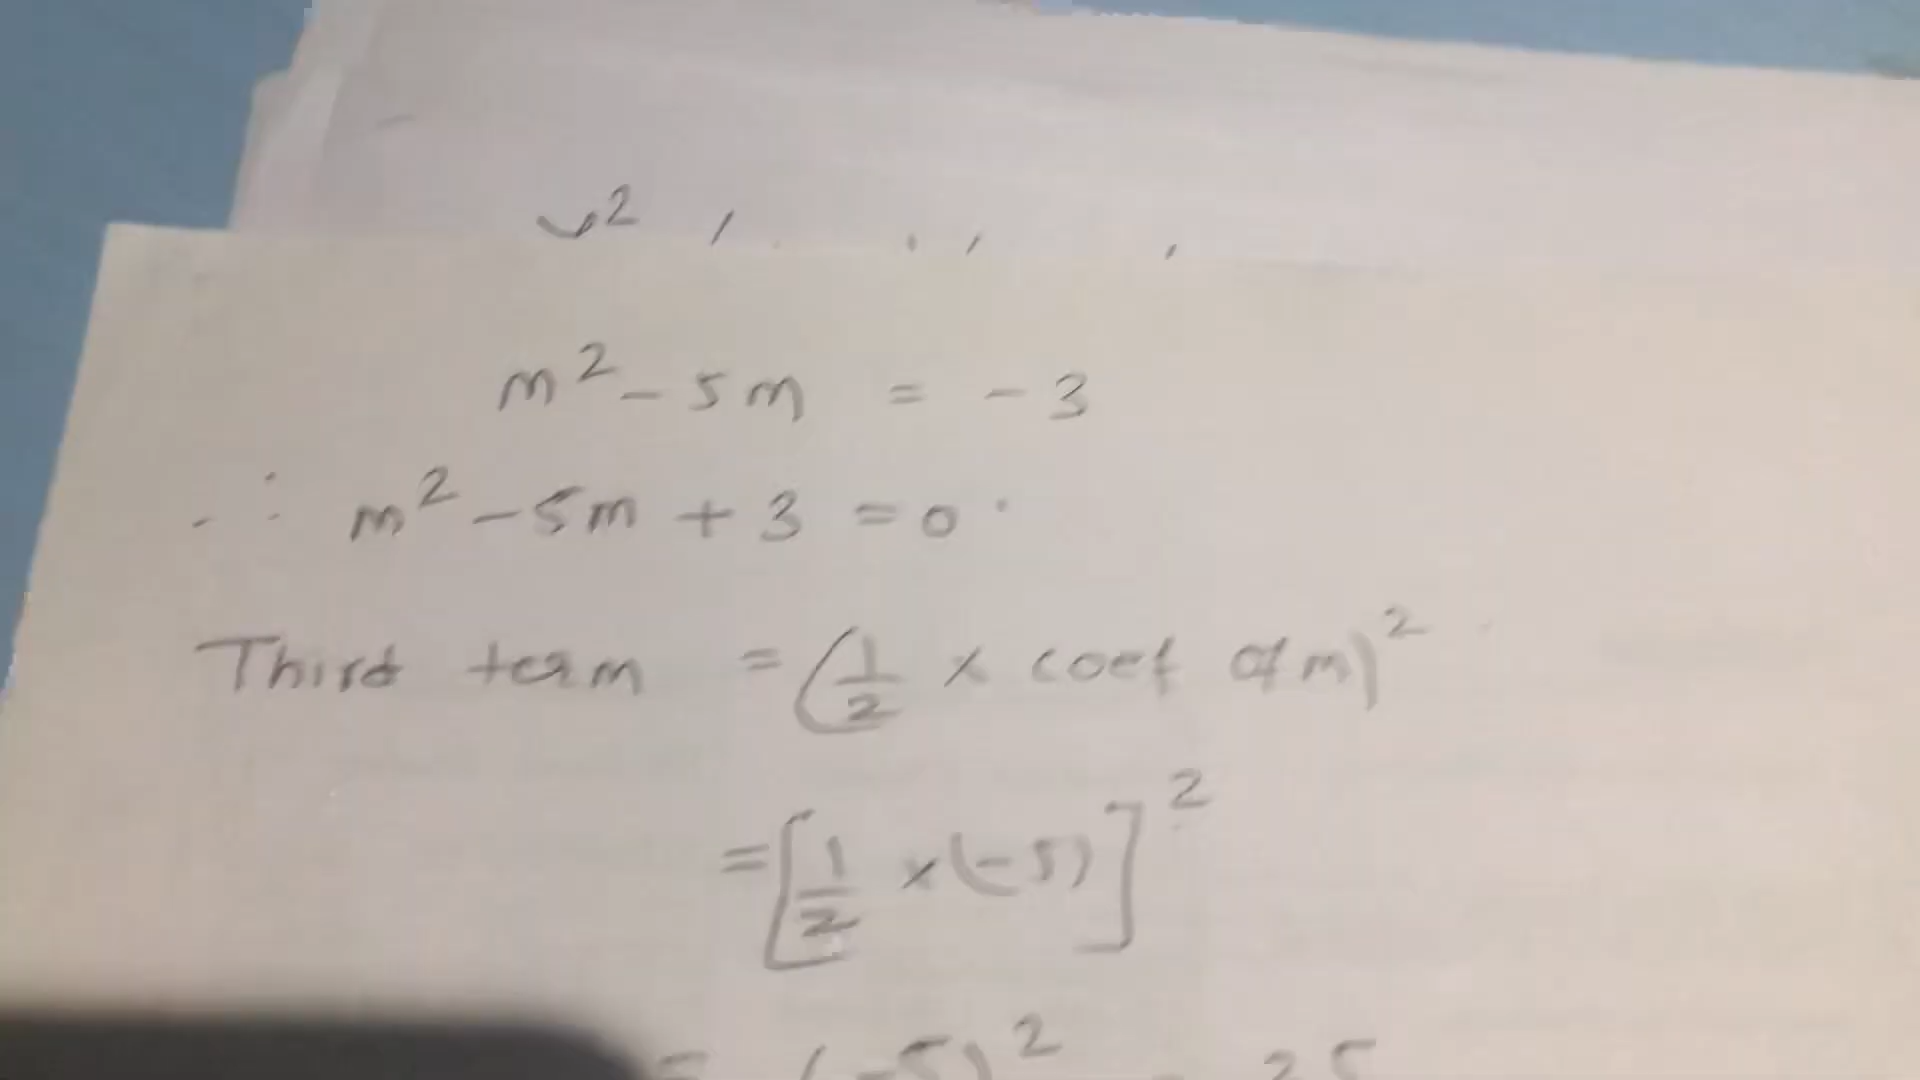 m² - 5m = -3
∴ m² - 5m + 3 = 0.
Third term = (1/2 × coef of m)²
= [1/2 × (-5)]²